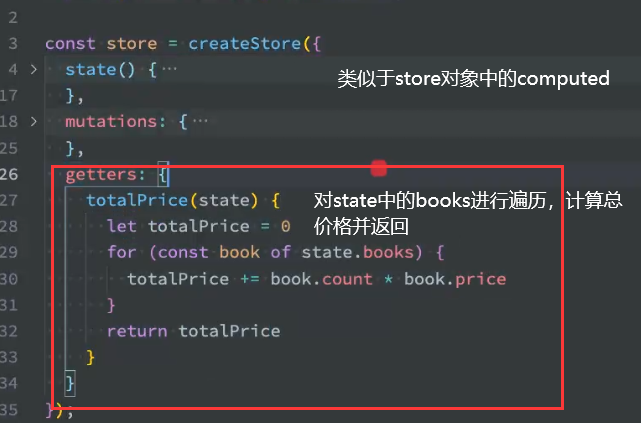 2
3 const store = createStore({
4 > state() {…
类似于store对象中的computed
17 },
18 > mutations: {…
25 },
26 getters: {
27 totalPrice(state) {
对state中的books进行遍历，计算总
28 let totalPrice = 0
价格并返回
29 for (const book of state.books) {
30 totalPrice += book.count * book.price
31 }
32 return totalPrice
33 }
34 }
35 });